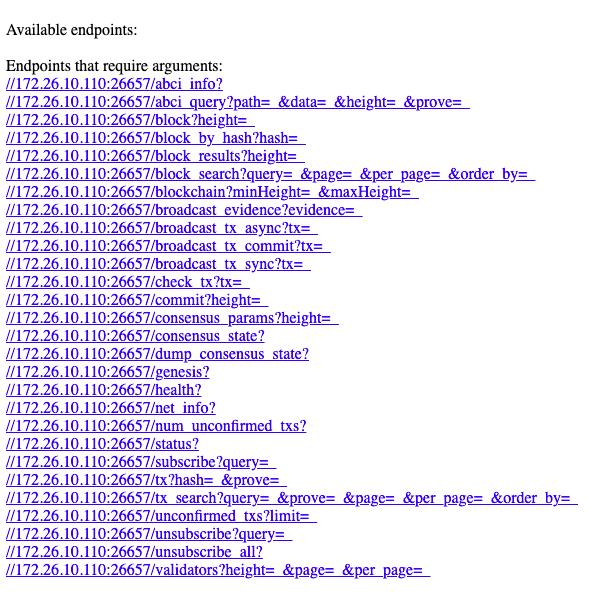 Available endpoints:
Endpoints that require arguments:
//172.26.10.110:26657/abci_info?
//172.26.10.110:26657/abci_query?path=_&data=_&height=_&prove=_
//172.26.10.110:26657/block?height=_
//172.26.10.110:26657/block_by_hash?hash=_
//172.26.10.110:26657/block_results?height=_
//172.26.10.110:26657/block_search?query=_&page=_&per_page=_&order_by=_
//172.26.10.110:26657/blockchain?minHeight=_&maxHeight=_
//172.26.10.110:26657/broadcast_evidence?evidence=_
//172.26.10.110:26657/broadcast_tx_async?tx=_
//172.26.10.110:26657/broadcast_tx_commit?tx=_
//172.26.10.110:26657/broadcast_tx_sync?tx=_
//172.26.10.110:26657/check_tx?tx=_
//172.26.10.110:26657/commit?height=_
//172.26.10.110:26657/consensus_params?height=_
//172.26.10.110:26657/consensus_state?
//172.26.10.110:26657/dump_consensus_state?
//172.26.10.110:26657/genesis?
//172.26.10.110:26657/health?
//172.26.10.110:26657/net_info?
//172.26.10.110:26657/num_unconfirmed_txs?
//172.26.10.110:26657/status?
//172.26.10.110:26657/subscribe?query=_
//172.26.10.110:26657/tx?hash=_&prove=_
//172.26.10.110:26657/tx_search?query=_&prove=_&page=_&per_page=_&order_by=_
//172.26.10.110:26657/unconfirmed_txs?limit=_
//172.26.10.110:26657/unsubscribe?query=_
//172.26.10.110:26657/unsubscribe_all?
//172.26.10.110:26657/validators?height=_&page=_&per_page=_